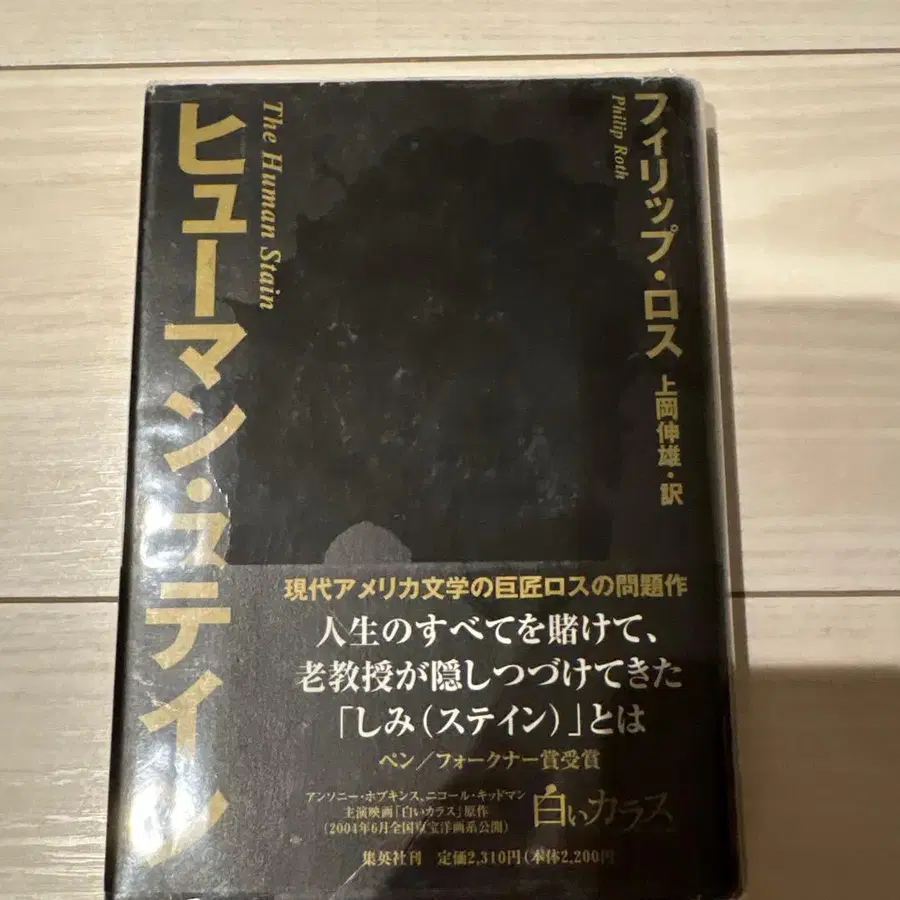 フィリップ・ロス
Philip Roth
上岡伸雄・訳
The Human Stain
ヒューマン・ステイン
現代アメリカ文学の巨匠ロスの問題作
人生のすべてを賭けて、
老教授が隠しつづけてきた
「しみ(ステイン)」とは
ペン/フォークナー賞受賞
アンソニー・ホプキンス、ニコール・キッドマン
主演映画「白いカラス」原作
(2004年6月全国東宝洋画系公開)
白いカラス
集英社刊 定価2,310円(本体2,200円)